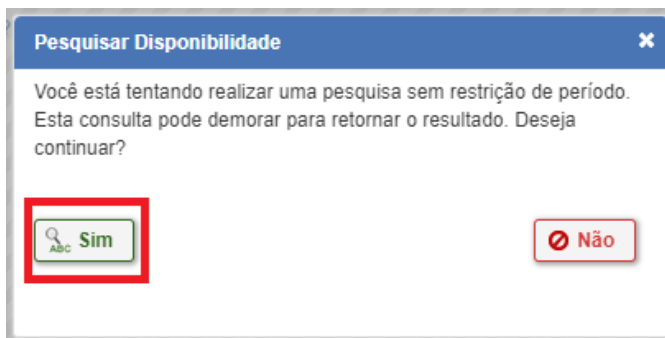 Pesquisar Disponibilidade
Você está tentando realizar uma pesquisa sem restrição de período.
Esta consulta pode demorar para retornar o resultado. Deseja
continuar?
ABC Sim
Não